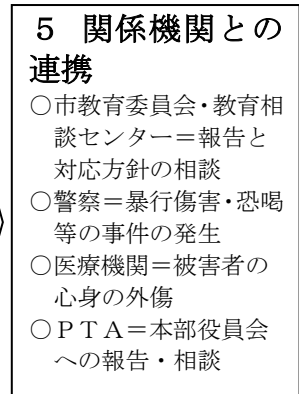 ５　関係機関との
連携
○市教育委員会・教育相
談センター＝報告と
対応方針の相談
○警察＝暴行傷害・恐喝
等の事件の発生
○医療機関＝被害者の
心身の外傷
○ＰＴＡ＝本部役員会
への報告・相談